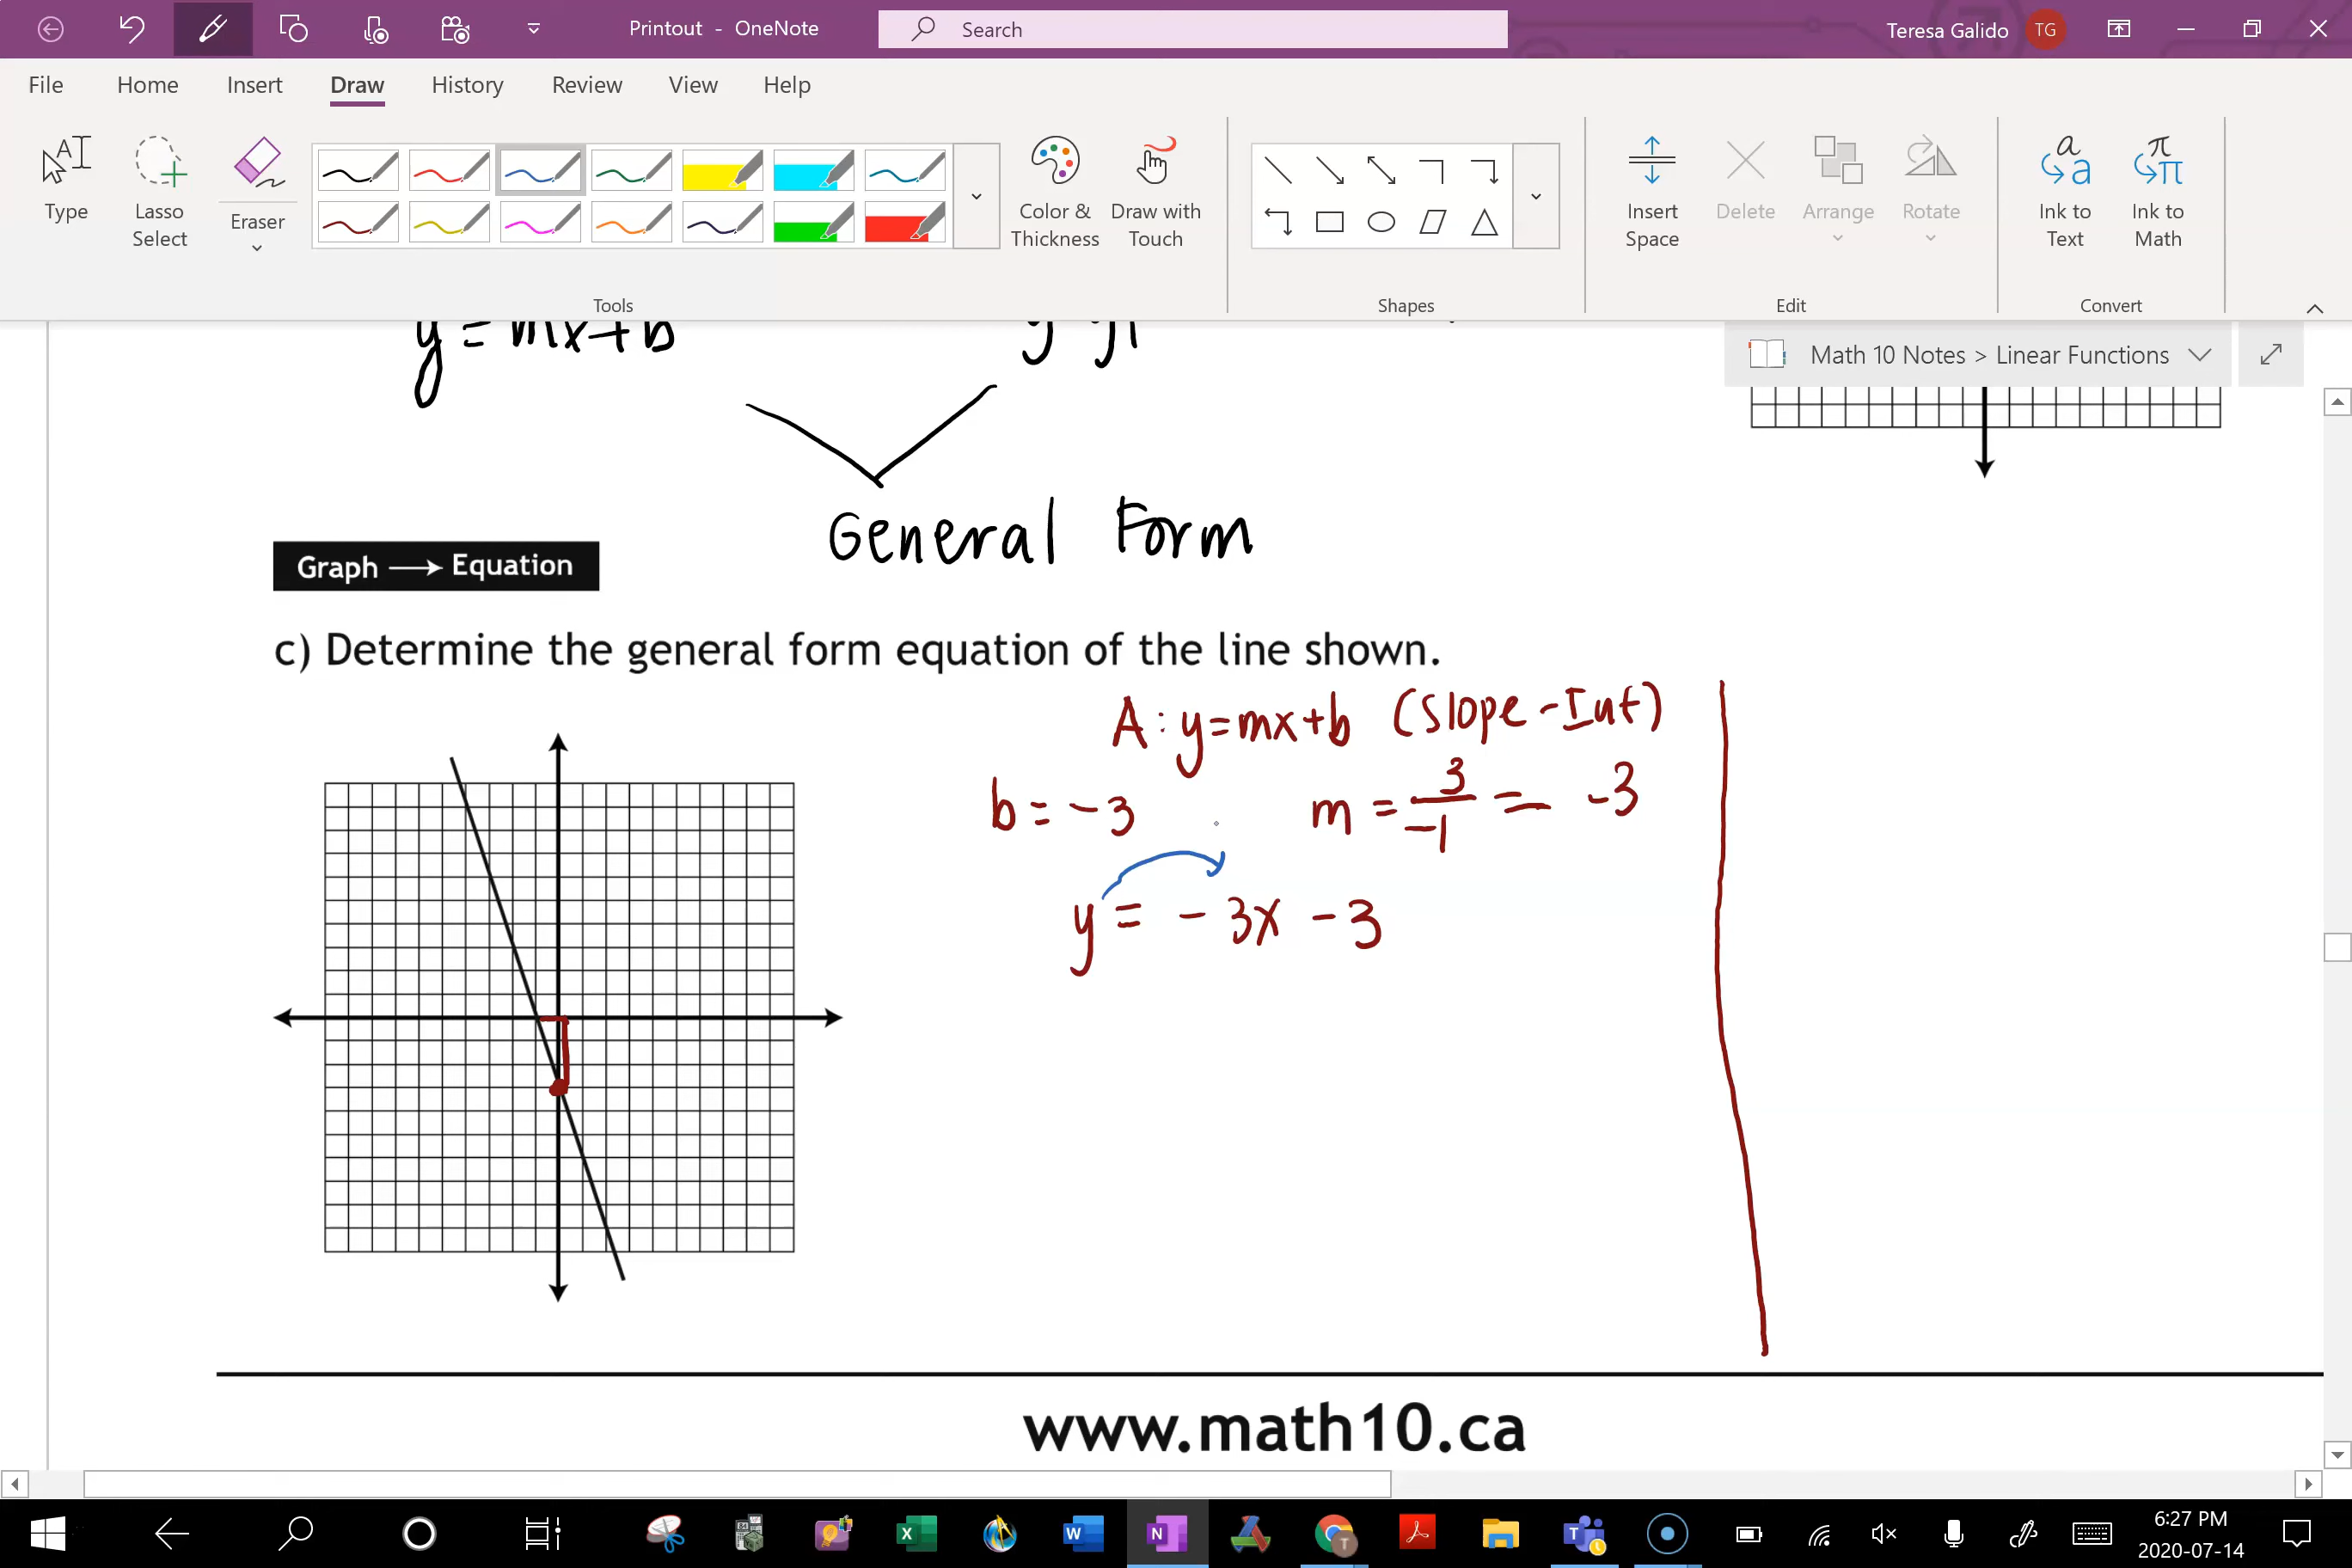 Printout - OneNote
Search
Teresa Galido
TG
File Home Insert Draw History Review View Help
Type
Lasso Select
Eraser
Color & Thickness
Draw with Touch
Insert Space
Delete
Arrange
Rotate
Ink to Text
Ink to Math
Tools
Shapes
Edit
Convert
y = mx+b
Math 10 Notes > Linear Functions
General Form
Graph → Equation
c) Determine the general form equation of the line shown.
A: y=mx+b (Slope-Int)
b = -3 m = 3/-1 = -3
y = -3x -3
www.math10.ca
6:27 PM
2020-07-14